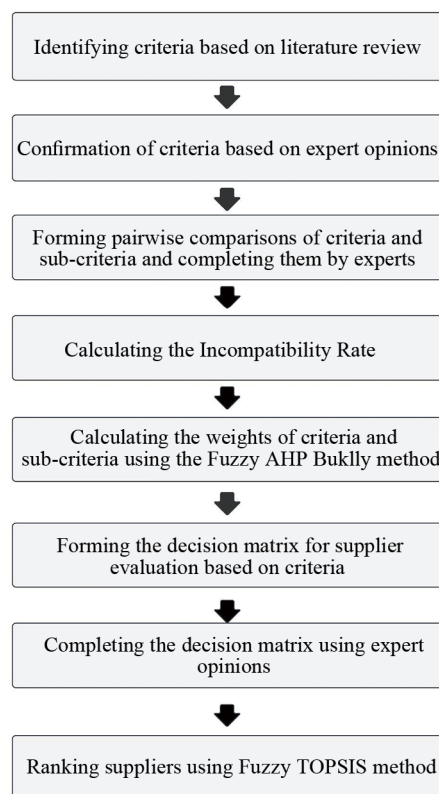 Identifying criteria based on literature review
Confirmation of criteria based on expert opinions
Forming pairwise comparisons of criteria and
sub-criteria and completing them by experts
Calculating the Incompatibility Rate
Calculating the weights of criteria and
sub-criteria using the Fuzzy AHP Buklly method
Forming the decision matrix for supplier
evaluation based on criteria
Completing the decision matrix using expert
opinions
Ranking suppliers using Fuzzy TOPSIS method